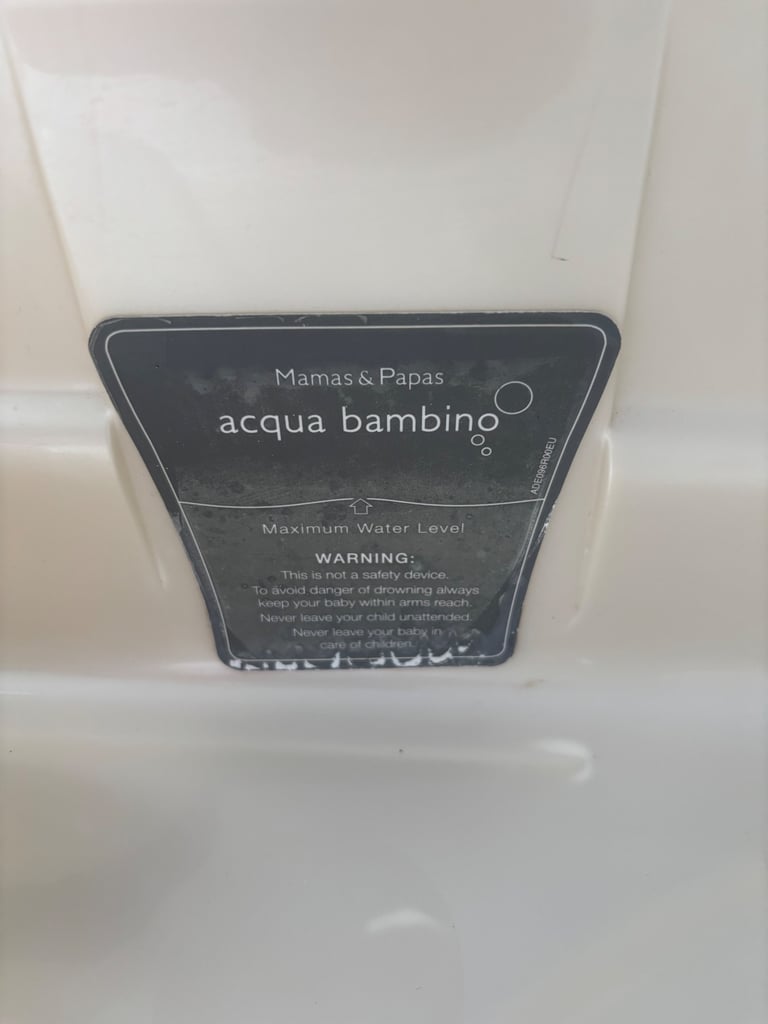 Mamas & Papas
acqua bambino
ADE096R00EU
Maximum Water Level
WARNING:
This is not a safety device.
To avoid danger of drowning always
keep your baby within arms reach.
Never leave your child unattended.
Never leave your baby in
care of children.